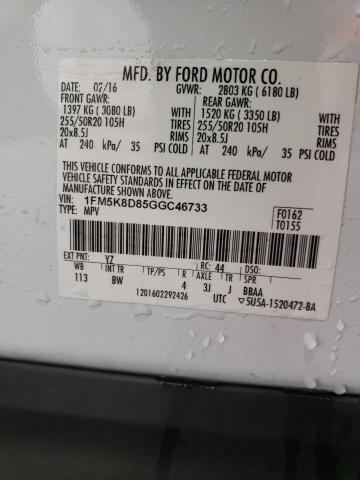 MFD. BY FORD MOTOR CO.
02/16 GVWR: 2803 KG ( 6180 LB)
FRONT GAWR: REAR GAWR:
1397 KG ( 3080 LB) WITH 1520 KG ( 3350 LB) WITH
255/50R20 105H TIRES 255/50R20 105H TIRES
20x8.5J RIMS 20x8.5J RIMS
AT 240 kPa/ 35 PSI COLD AT 240 kPa/ 35 PSI COLD
THIS VEHICLE CONFORMS TO ALL APPLICABLE FEDERAL MOTOR
VEHICLE SAFETY AND THEFT PREVENTION STANDARDS IN EFFECT ON THE DATE OF MANUFACTURE SHOWN ABOVE.
VIN: 1FM5K8D85GGC46733 F0162
TYPE: MPV T0155
EXT PNT: YZ RC: 44 DSO:
WB INT TR TP/PS R AXLE TR SPR
113 BW 4 3J J BBAA
1201602292426 UTC ▽5U5A-1520472-BA